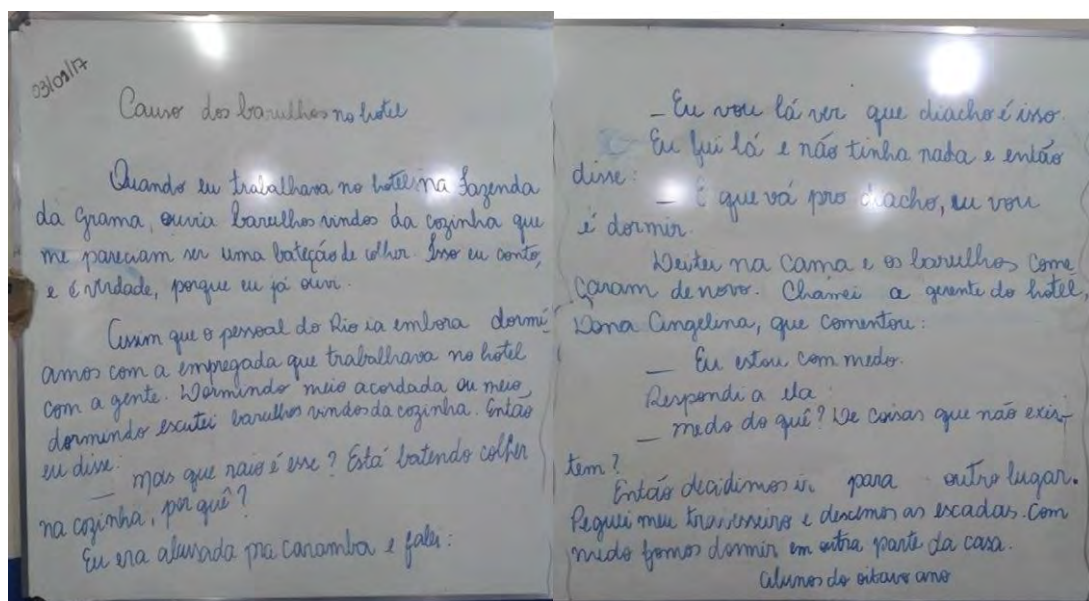 03/01/17
Causo dos barulhos no hotel
Quando eu trabalhava no hotel na Fazenda
da Grama, ouvia barulhos vindos da cozinha que
me pareciam ser uma bateção de colher. Isso eu conto,
e é verdade, porque eu já ouvi.
Assim que o pessoal do Rio ia embora dormí
amos com a empregada que trabalhava no hotel
com a gente. Dormindo meio acordada ou meio
dormindo escutei barulhos vindos da cozinha. Então
eu disse:
— mas que raio é esse? Está batendo colher
na cozinha, por quê?
Eu era abusada pra caramba e falei:
— Eu vou lá ver que diacho é isso.
Eu fui lá e não tinha nada e então
disse:
— E que vá pro diacho, eu vou
é dormir.
Deitei na cama e os barulhos come
çaram de novo. Chamei a gerente do hotel,
Dona Angelina, que comentou:
— Eu estou com medo.
Respondi a ela:
— medo do quê? De coisas que não exis-
tem?
Então decidimos ir para outro lugar.
Peguei meu travesseiro e descemos as escadas. Com
medo fomos dormir em outra parte da casa.
alunos do oitavo ano